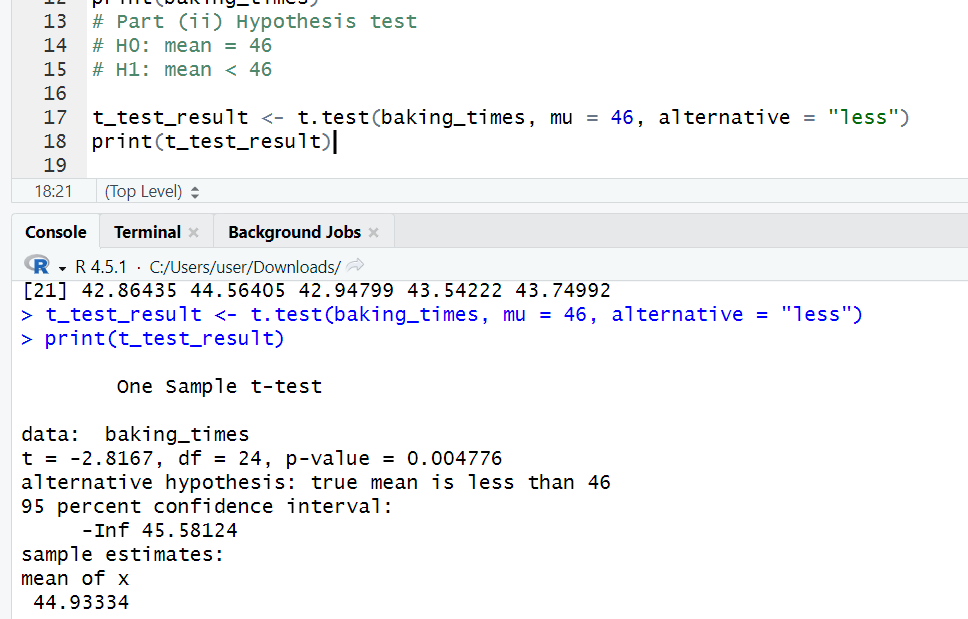 12 print(baking_times)
13 # Part (ii) Hypothesis test
14 # H0: mean = 46
15 # H1: mean < 46
16
17 t_test_result <- t.test(baking_times, mu = 46, alternative = "less")
18 print(t_test_result)
19
18:21 (Top Level)
Console Terminal Background Jobs
R R 4.5.1 · C:/Users/user/Downloads/
[21] 42.86435 44.56405 42.94799 43.54222 43.74992
> t_test_result <- t.test(baking_times, mu = 46, alternative = "less")
> print(t_test_result)
One Sample t-test
data:  baking_times
t = -2.8167, df = 24, p-value = 0.004776
alternative hypothesis: true mean is less than 46
95 percent confidence interval:
-Inf 45.58124
sample estimates:
mean of x
44.93334